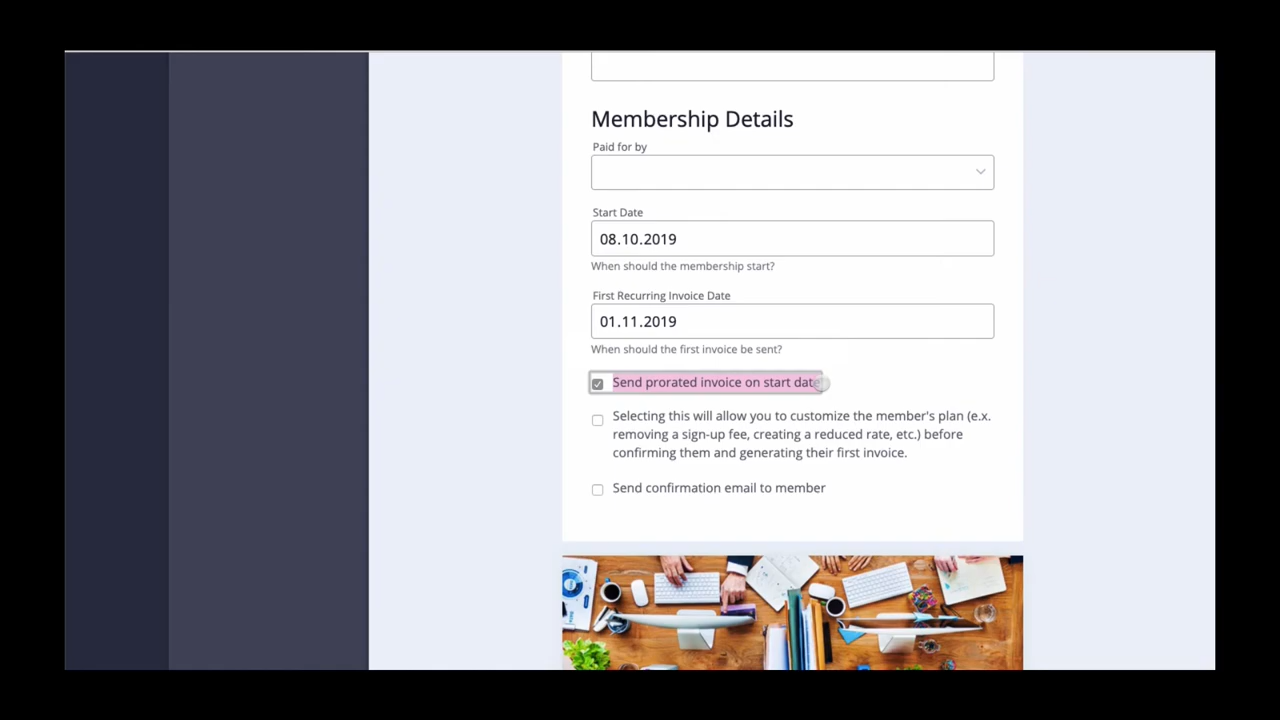 Membership Details
Paid for by
Start Date
08.10.2019
When should the membership start?
First Recurring Invoice Date
01.11.2019
When should the first invoice be sent?
Send prorated invoice on start date
Selecting this will allow you to customize the member's plan (e.x.
removing a sign-up fee, creating a reduced rate, etc.) before
confirming them and generating their first invoice.
Send confirmation email to member